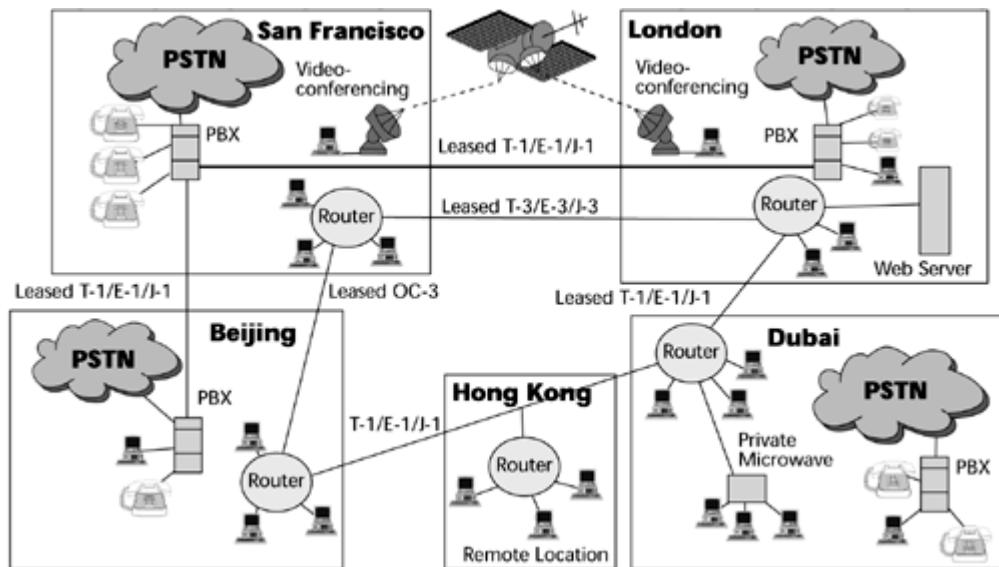 San Francisco
PSTN
Video-
conferencing
PBX
Leased T-1/E-1/J-1
Router
Leased T-3/E-3/J-3
London
PSTN
Video-
conferencing
PBX
Router
Web Server
Leased T-1/E-1/J-1
Leased OC-3
Leased T-1/E-1/J-1
Beijing
PSTN
PBX
Router
T-1/E-1/J-1
Hong Kong
Router
Remote Location
Dubai
Router
PSTN
Private
Microwave
PBX